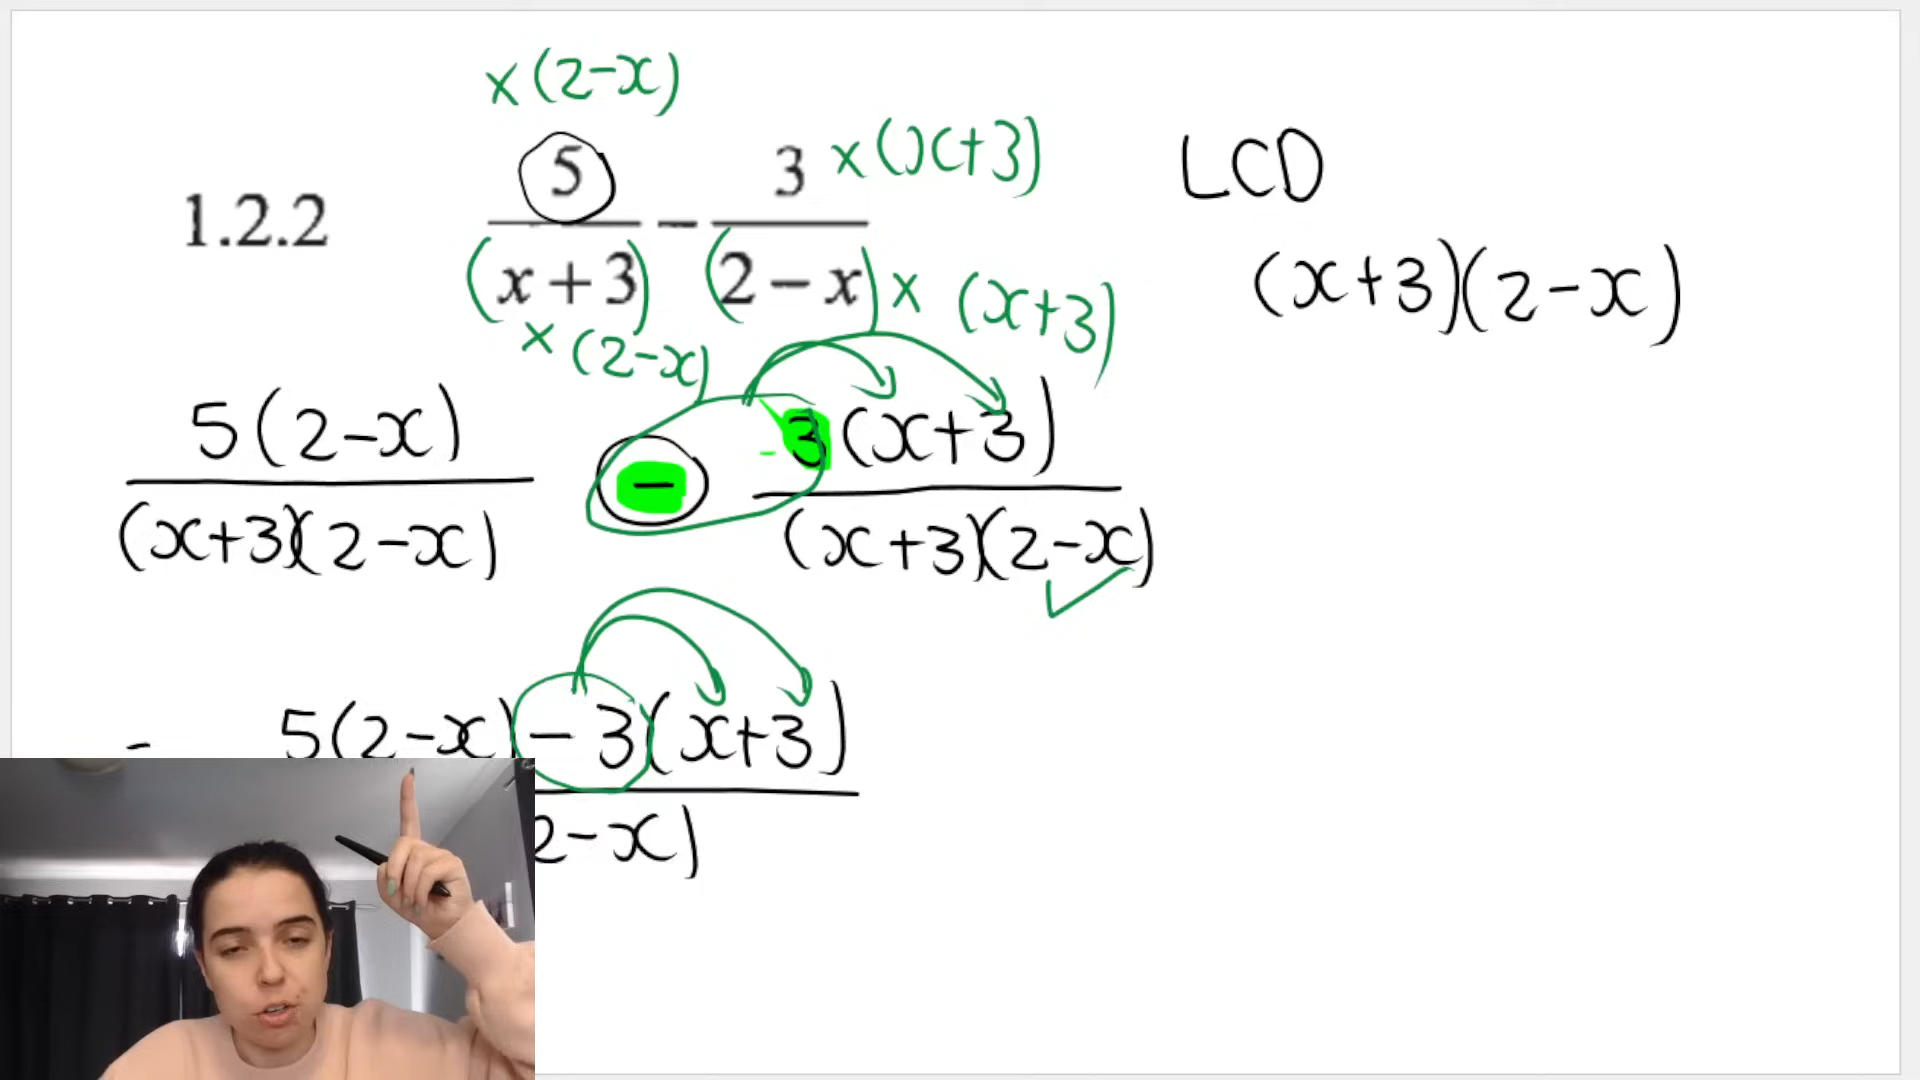 ×(2-x)
5 3 ×(x+3) LCD
1.2.2 —
(x+3) (2-x) × (x+3) (x+3)(2-x)
×(2-x)
5(2-x) - -3(x+3)
(x+3)(2-x) (x+3)(2-x) ✓
= 5(2-x) -3(x+3)
2-x)